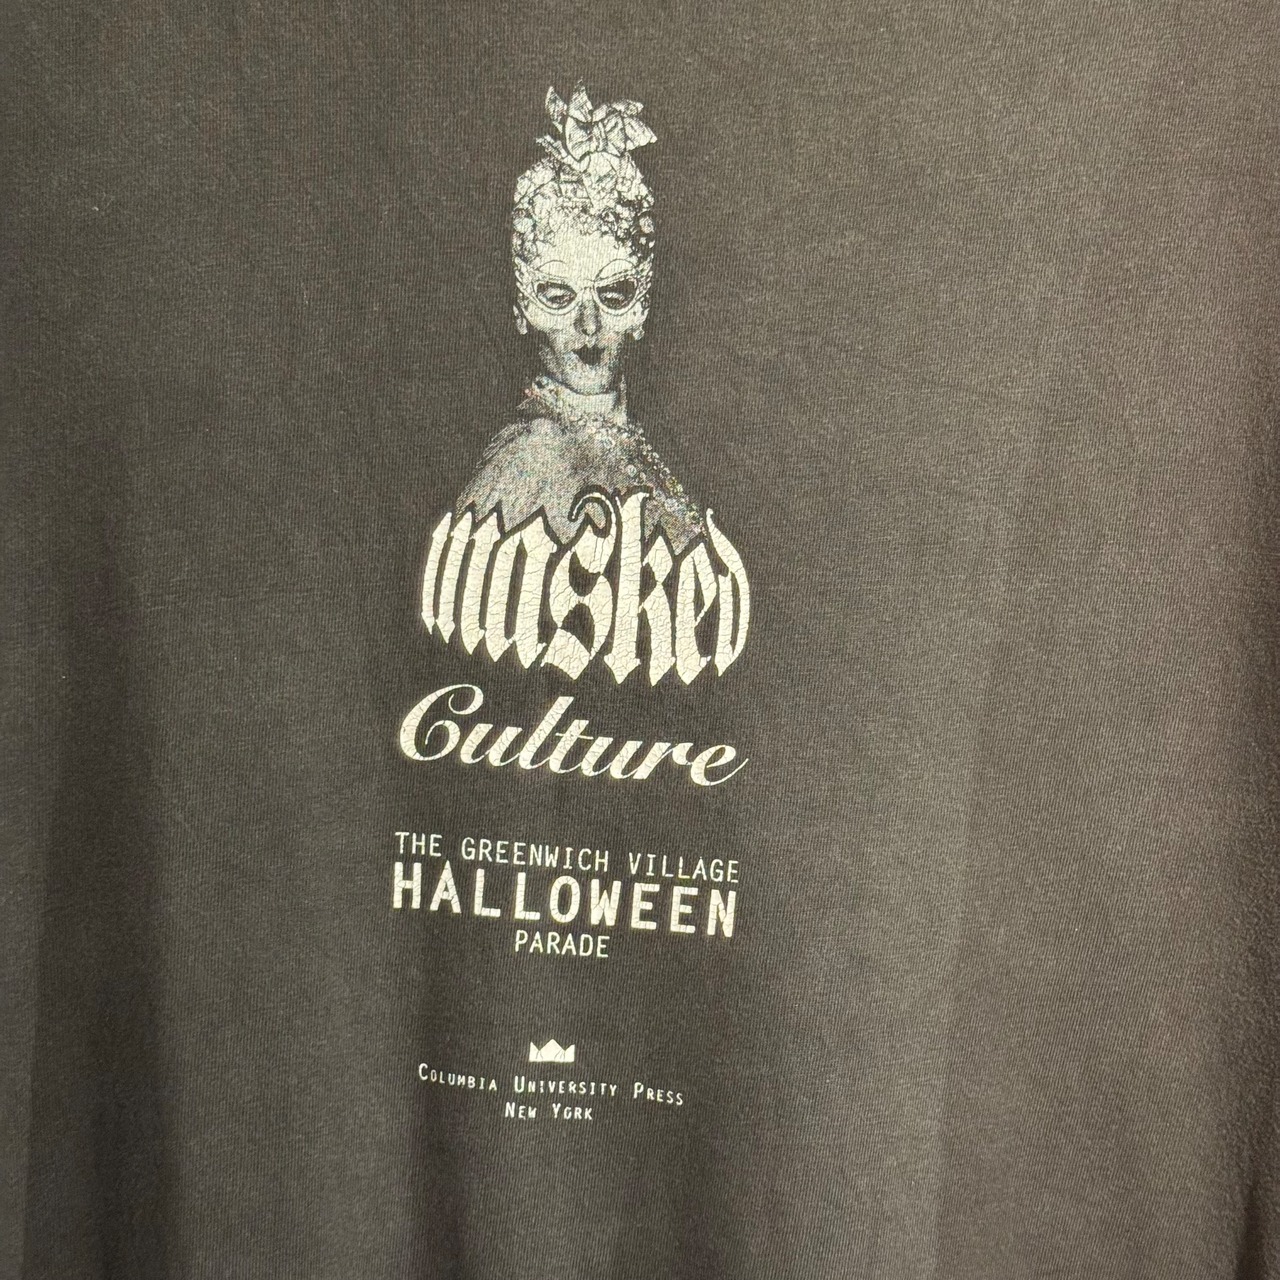 masked
Culture
THE GREENWICH VILLAGE
HALLOWEEN
PARADE
COLUMBIA UNIVERSITY PRESS
NEW YORK